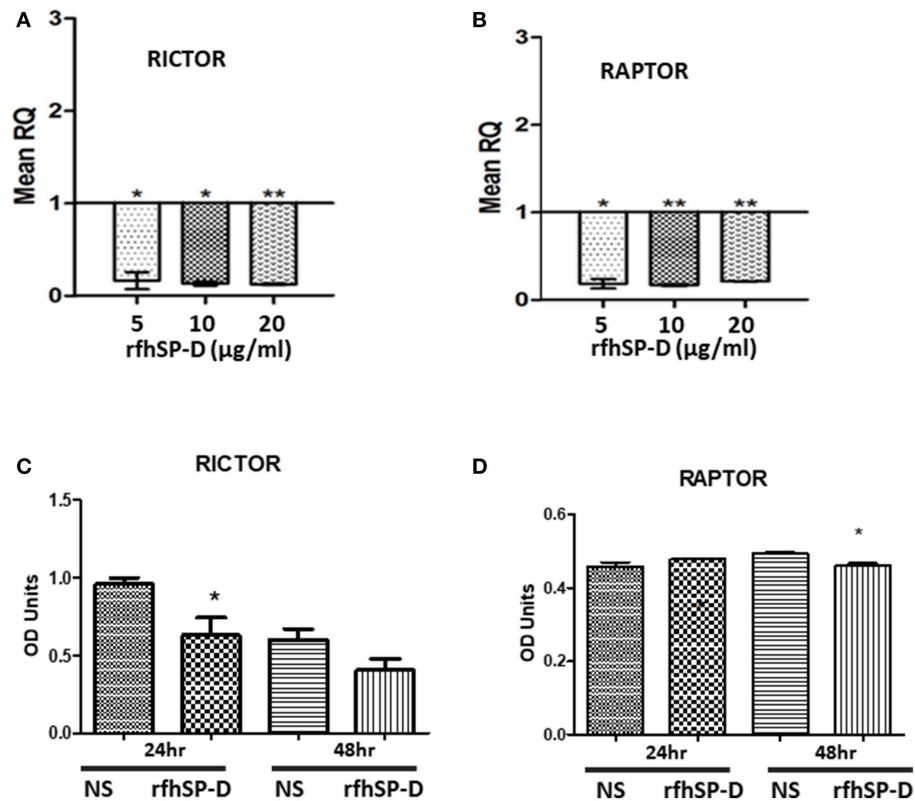 A
RICTOR
Mean RQ
3
2
1
0
* * **
5 10 20
rfhSP-D (µg/ml)
B
RAPTOR
Mean RQ
3
2
1
0
* ** **
5 10 20
rfhSP-D (µg/ml)
C
RICTOR
OD Units
1.5
1.0
0.5
0.0
*
24hr 48hr
NS rfhSP-D NS rfhSP-D
D
RAPTOR
OD Units
0.6
0.4
0.2
0.0
*
24hr 48hr
NS rfhSP-D NS rfhSP-D